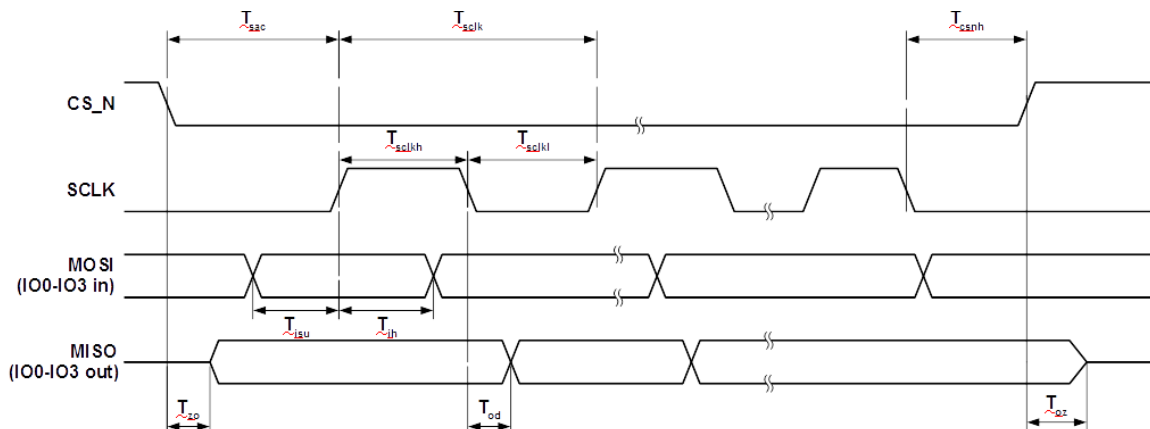 Tsac
Tsclk
Tcsnh
CS_N
Tsclkh
Tsclkl
SCLK
MOSI
(IO0-IO3 in)
Tisu
Tih
MISO
(IO0-IO3 out)
Tzo
Tod
Toz